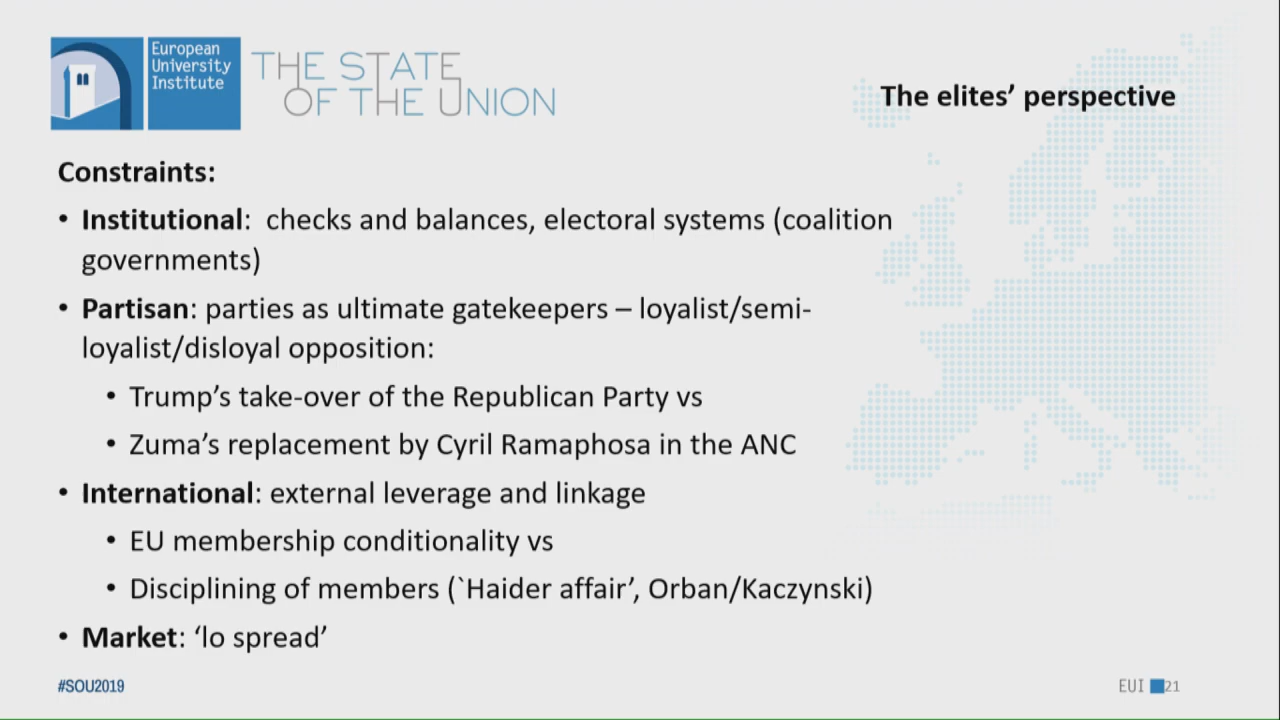 European
University
Institute
THE STATE
OF THE UNION
The elites’ perspective
Constraints:
• Institutional:  checks and balances, electoral systems (coalition
governments)
• Partisan: parties as ultimate gatekeepers – loyalist/semi-
loyalist/disloyal opposition:
• Trump’s take-over of the Republican Party vs
• Zuma’s replacement by Cyril Ramaphosa in the ANC
• International: external leverage and linkage
• EU membership conditionality vs
• Disciplining of members (`Haider affair’, Orban/Kaczynski)
• Market: ‘lo spread’
#SOU2019
EUI 21